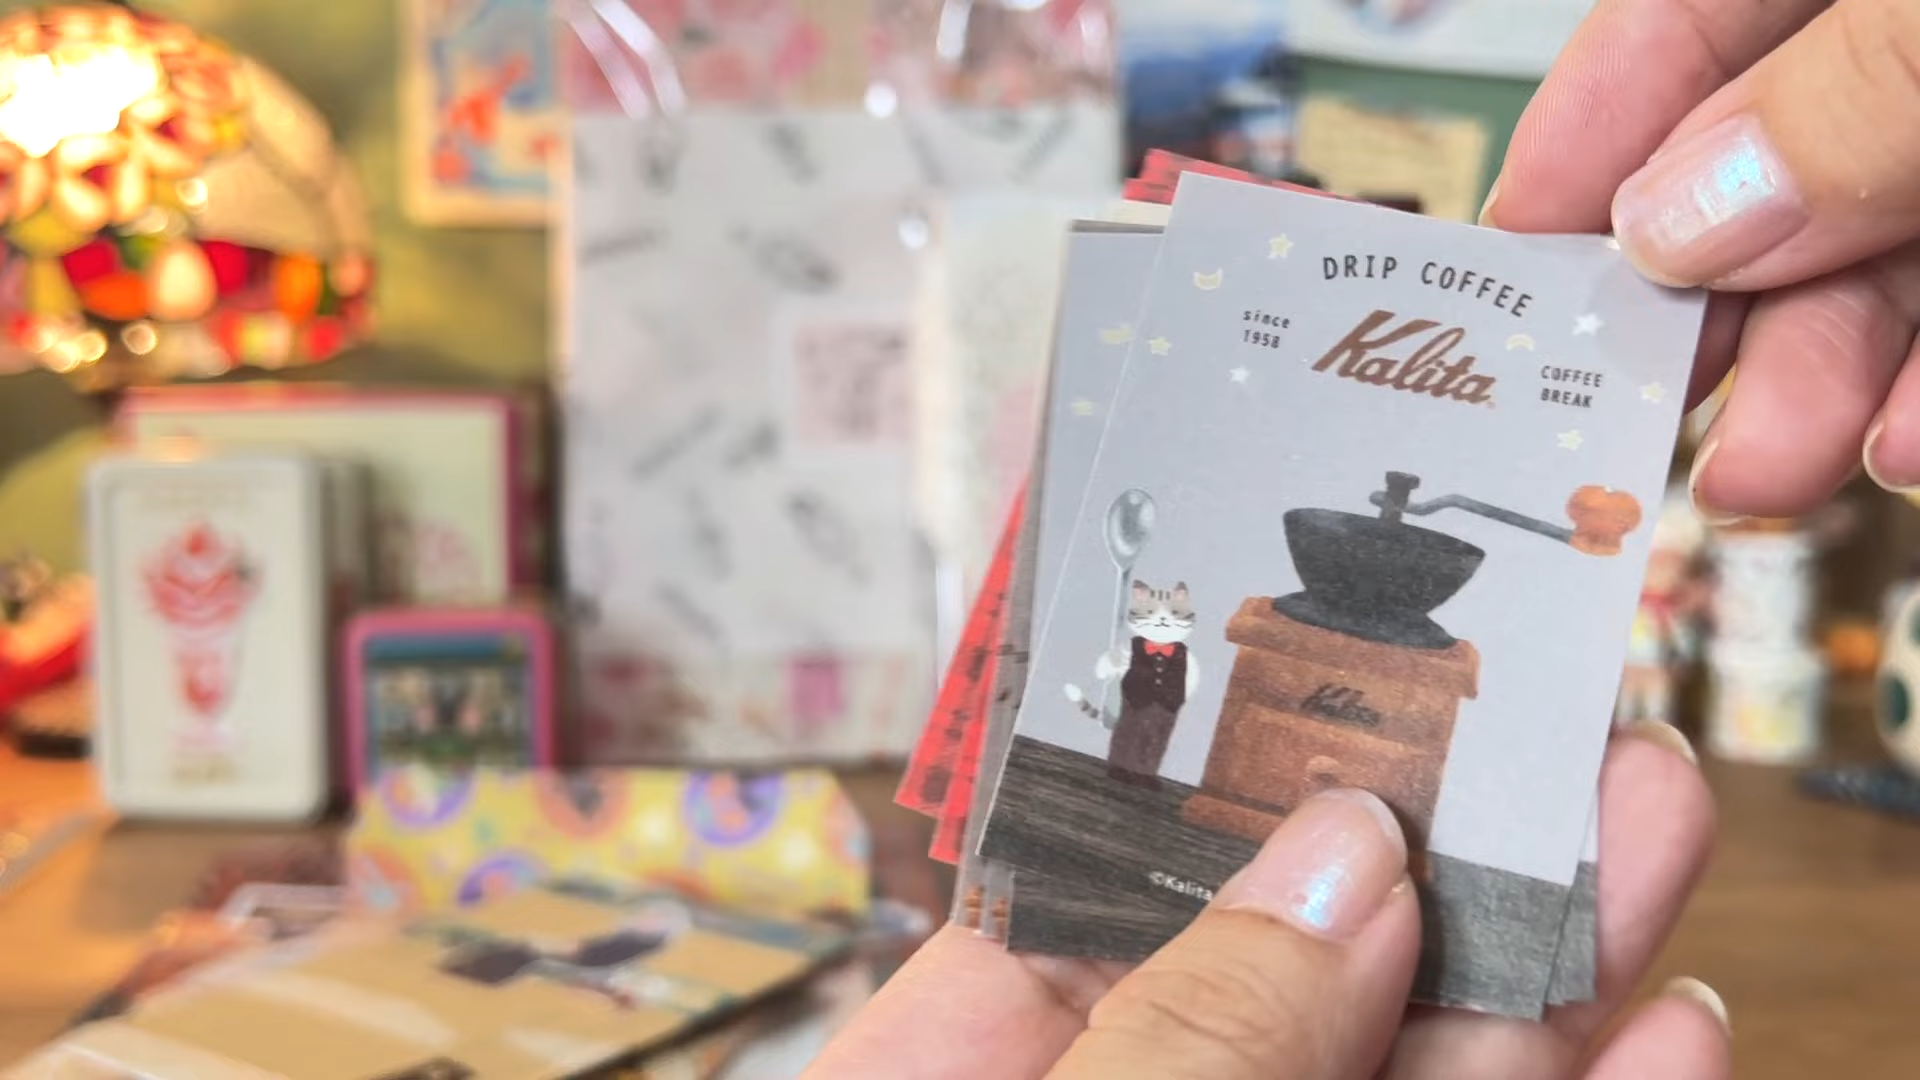 DRIP COFFEE
since
1958
Kalita
COFFEE
BREAK
Kalita
©Kalita